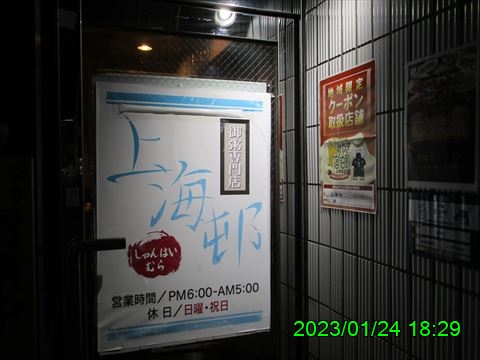 御粥専門店
上海邨
しゃんはい
むら
営業時間／PM6:00-AM5:00
休日／日曜・祝日
地域限定
クーポン
取扱店舗
2023/01/24 18:29